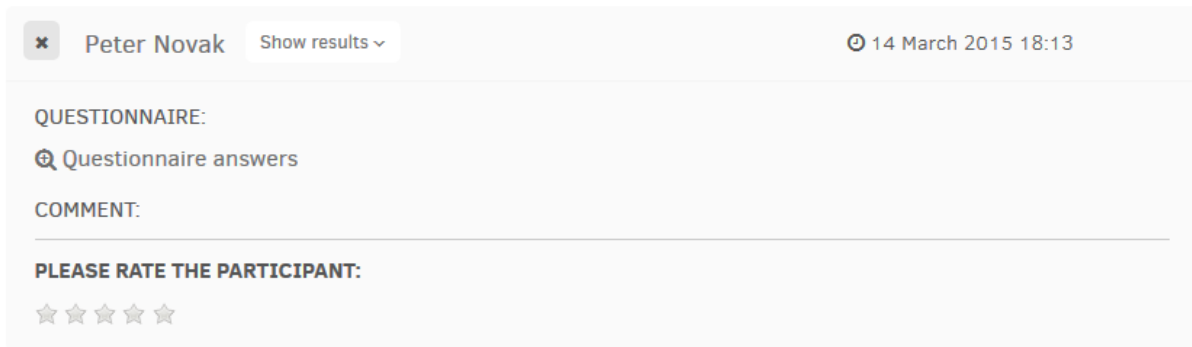 Peter Novak Show results 14 March 2015 18:13
QUESTIONNAIRE:
Questionnaire answers
COMMENT:
PLEASE RATE THE PARTICIPANT: